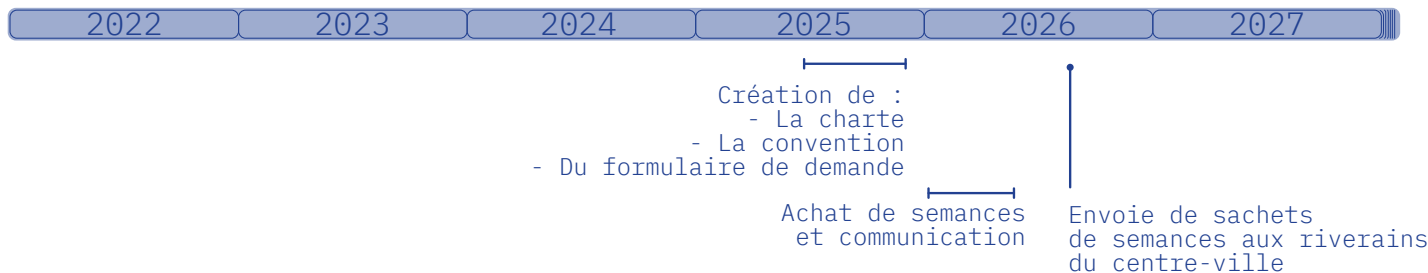 2022 2023 2024 2025 2026 2027
Création de :
- La charte
- La convention
- Du formulaire de demande
Achat de semances
et communication
Envoie de sachets
de semances aux riverains
du centre-ville